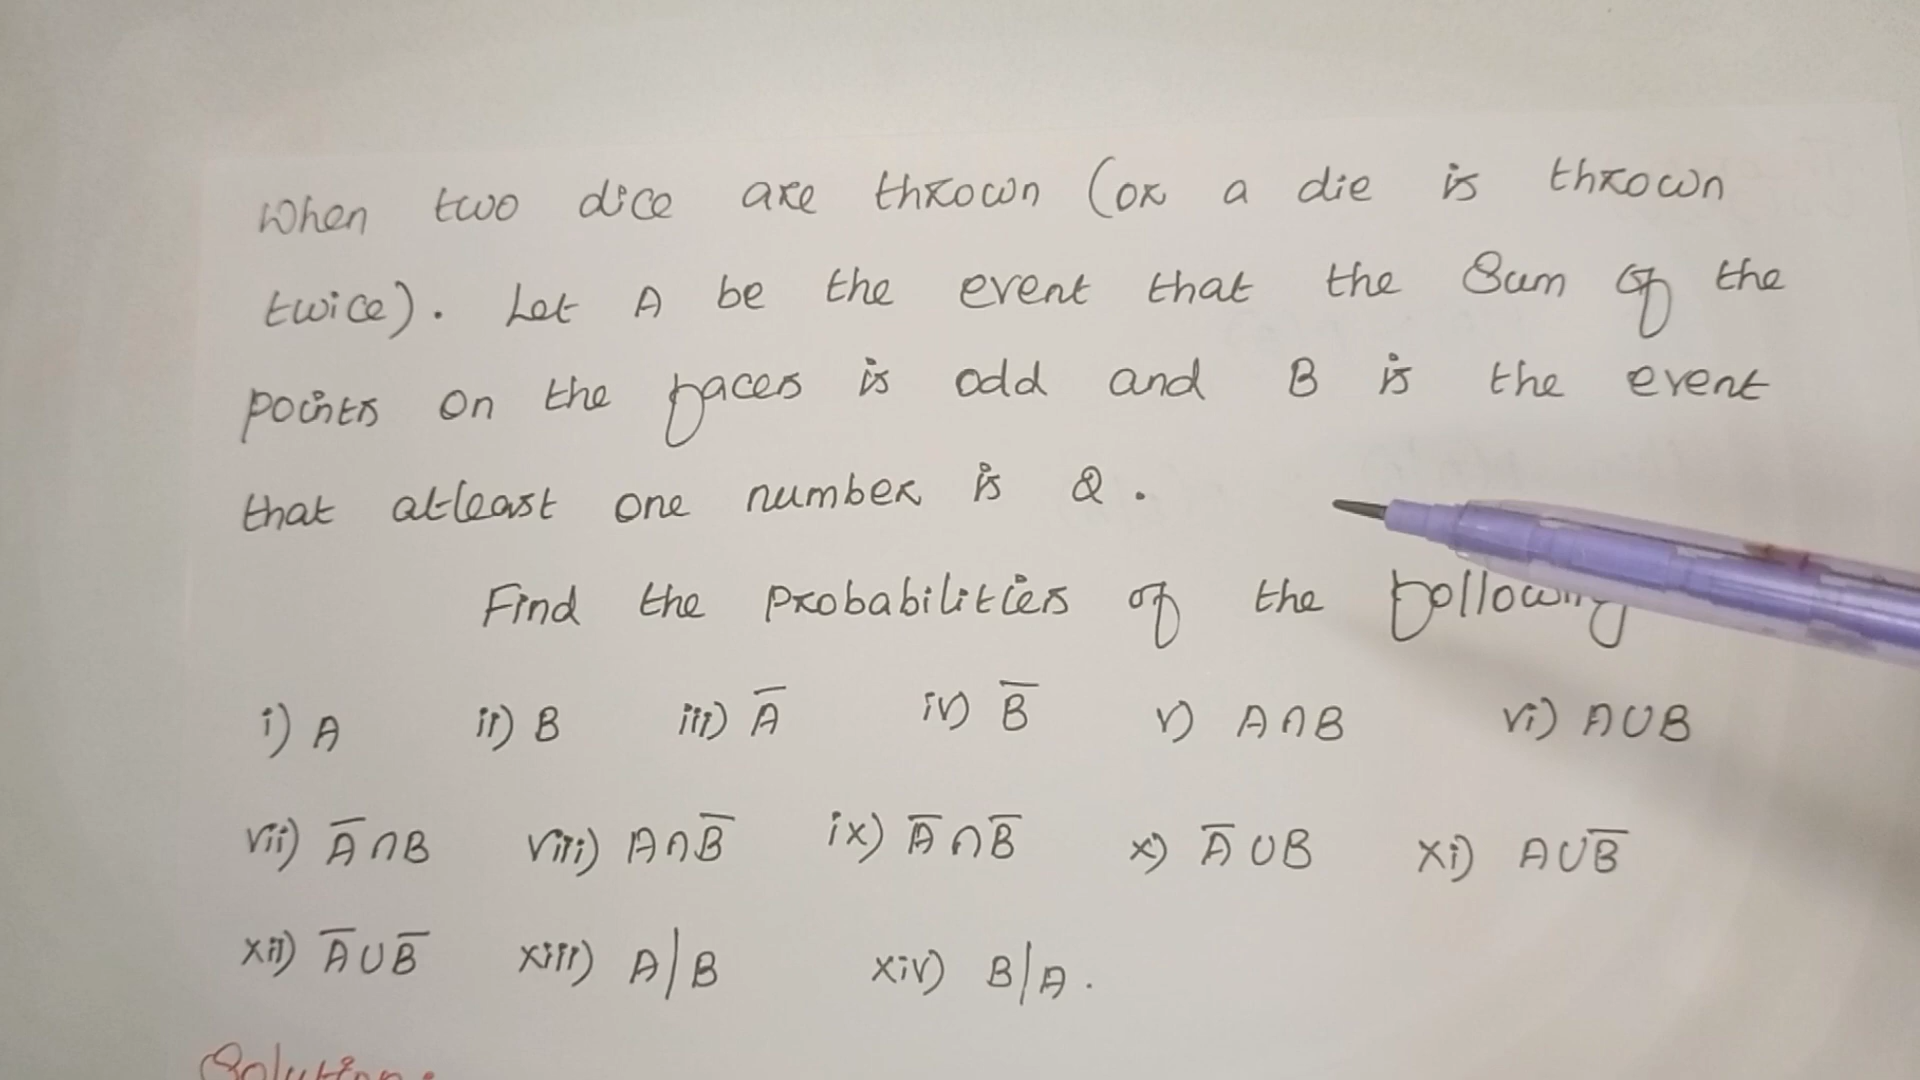 When two dice are thrown (or a die is thrown
twice). Let A be the event that the Sum of the
points on the faces is odd and B is the event
that atleast one number is 2.
Find the probabilities of the following
i) A ii) B iii) A̅ iv) B̅ v) A∩B vi) A∪B
vii) A̅∩B viii) A∩B̅ ix) A̅∩B̅ x) A̅∪B xi) A∪B̅
xii) A̅∪B̅ xiii) A|B xiv) B|A.
Solution: